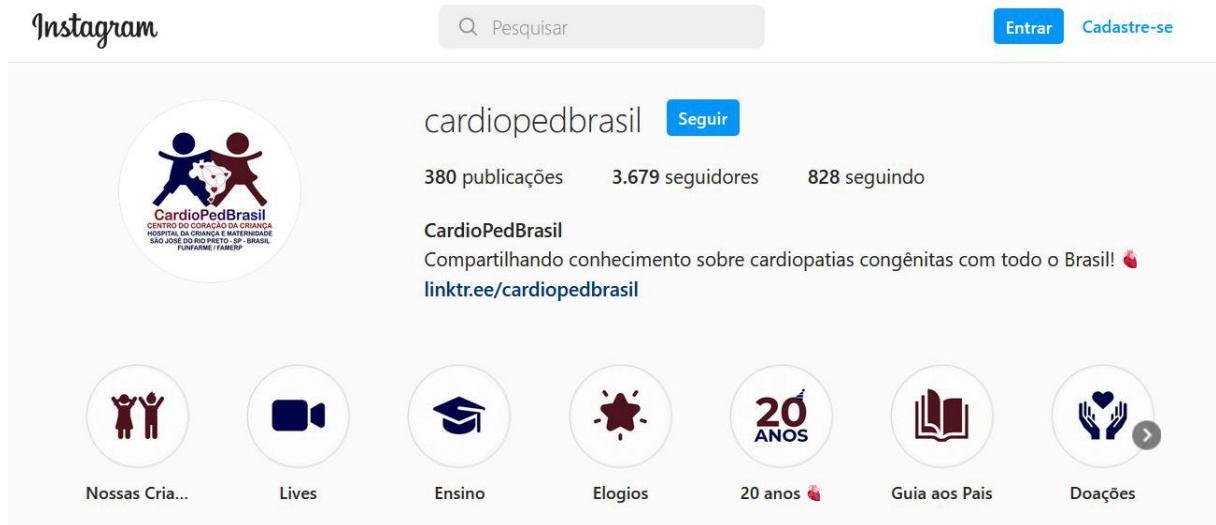 Instagram
Pesquisar
Entrar
Cadastre-se
cardiopedbrasil
Seguir
380 publicações 3.679 seguidores 828 seguindo
CardioPedBrasil
CENTRO DO CORAÇÃO DA CRIANÇA
HOSPITAL DA CRIANÇA E MATERNIDADE
SÃO JOSÉ DO RIO PRETO - SP - BRASIL
FUNFARME / FAMERP
CardioPedBrasil
Compartilhando conhecimento sobre cardiopatias congênitas com todo o Brasil! 🫀
linktr.ee/cardiopedbrasil
20
ANOS
Nossas Cria... Lives Ensino Elogios 20 anos 🫀 Guia aos Pais Doações